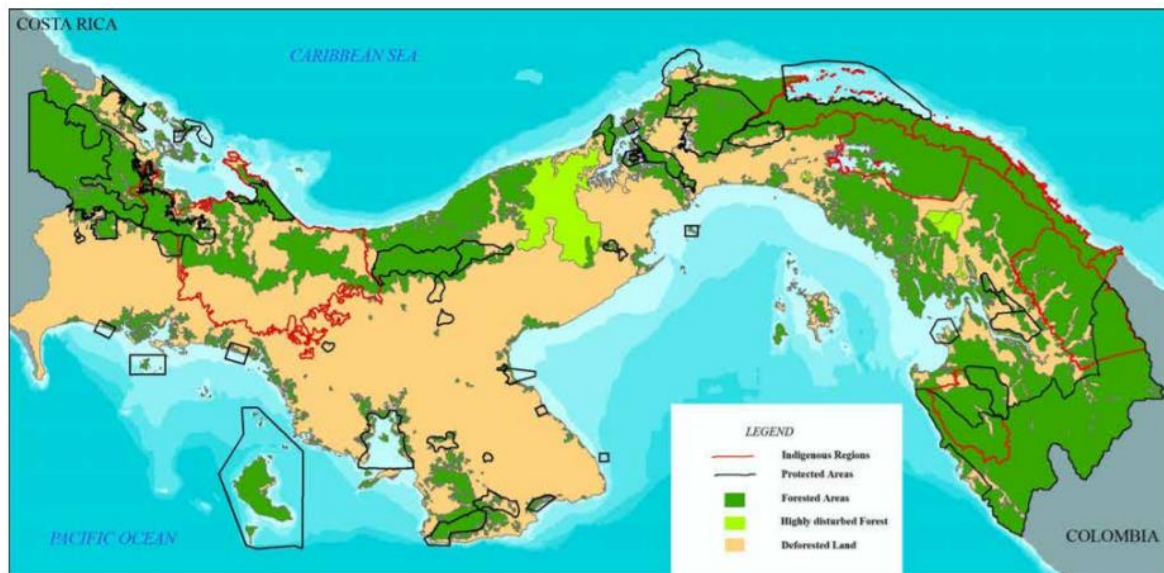 COSTA RICA
CARIBBEAN SEA
LEGEND
Indigenous Regions
Protected Areas
Forested Areas
Highly disturbed Forest
Deforested Land
PACIFIC OCEAN
COLOMBIA